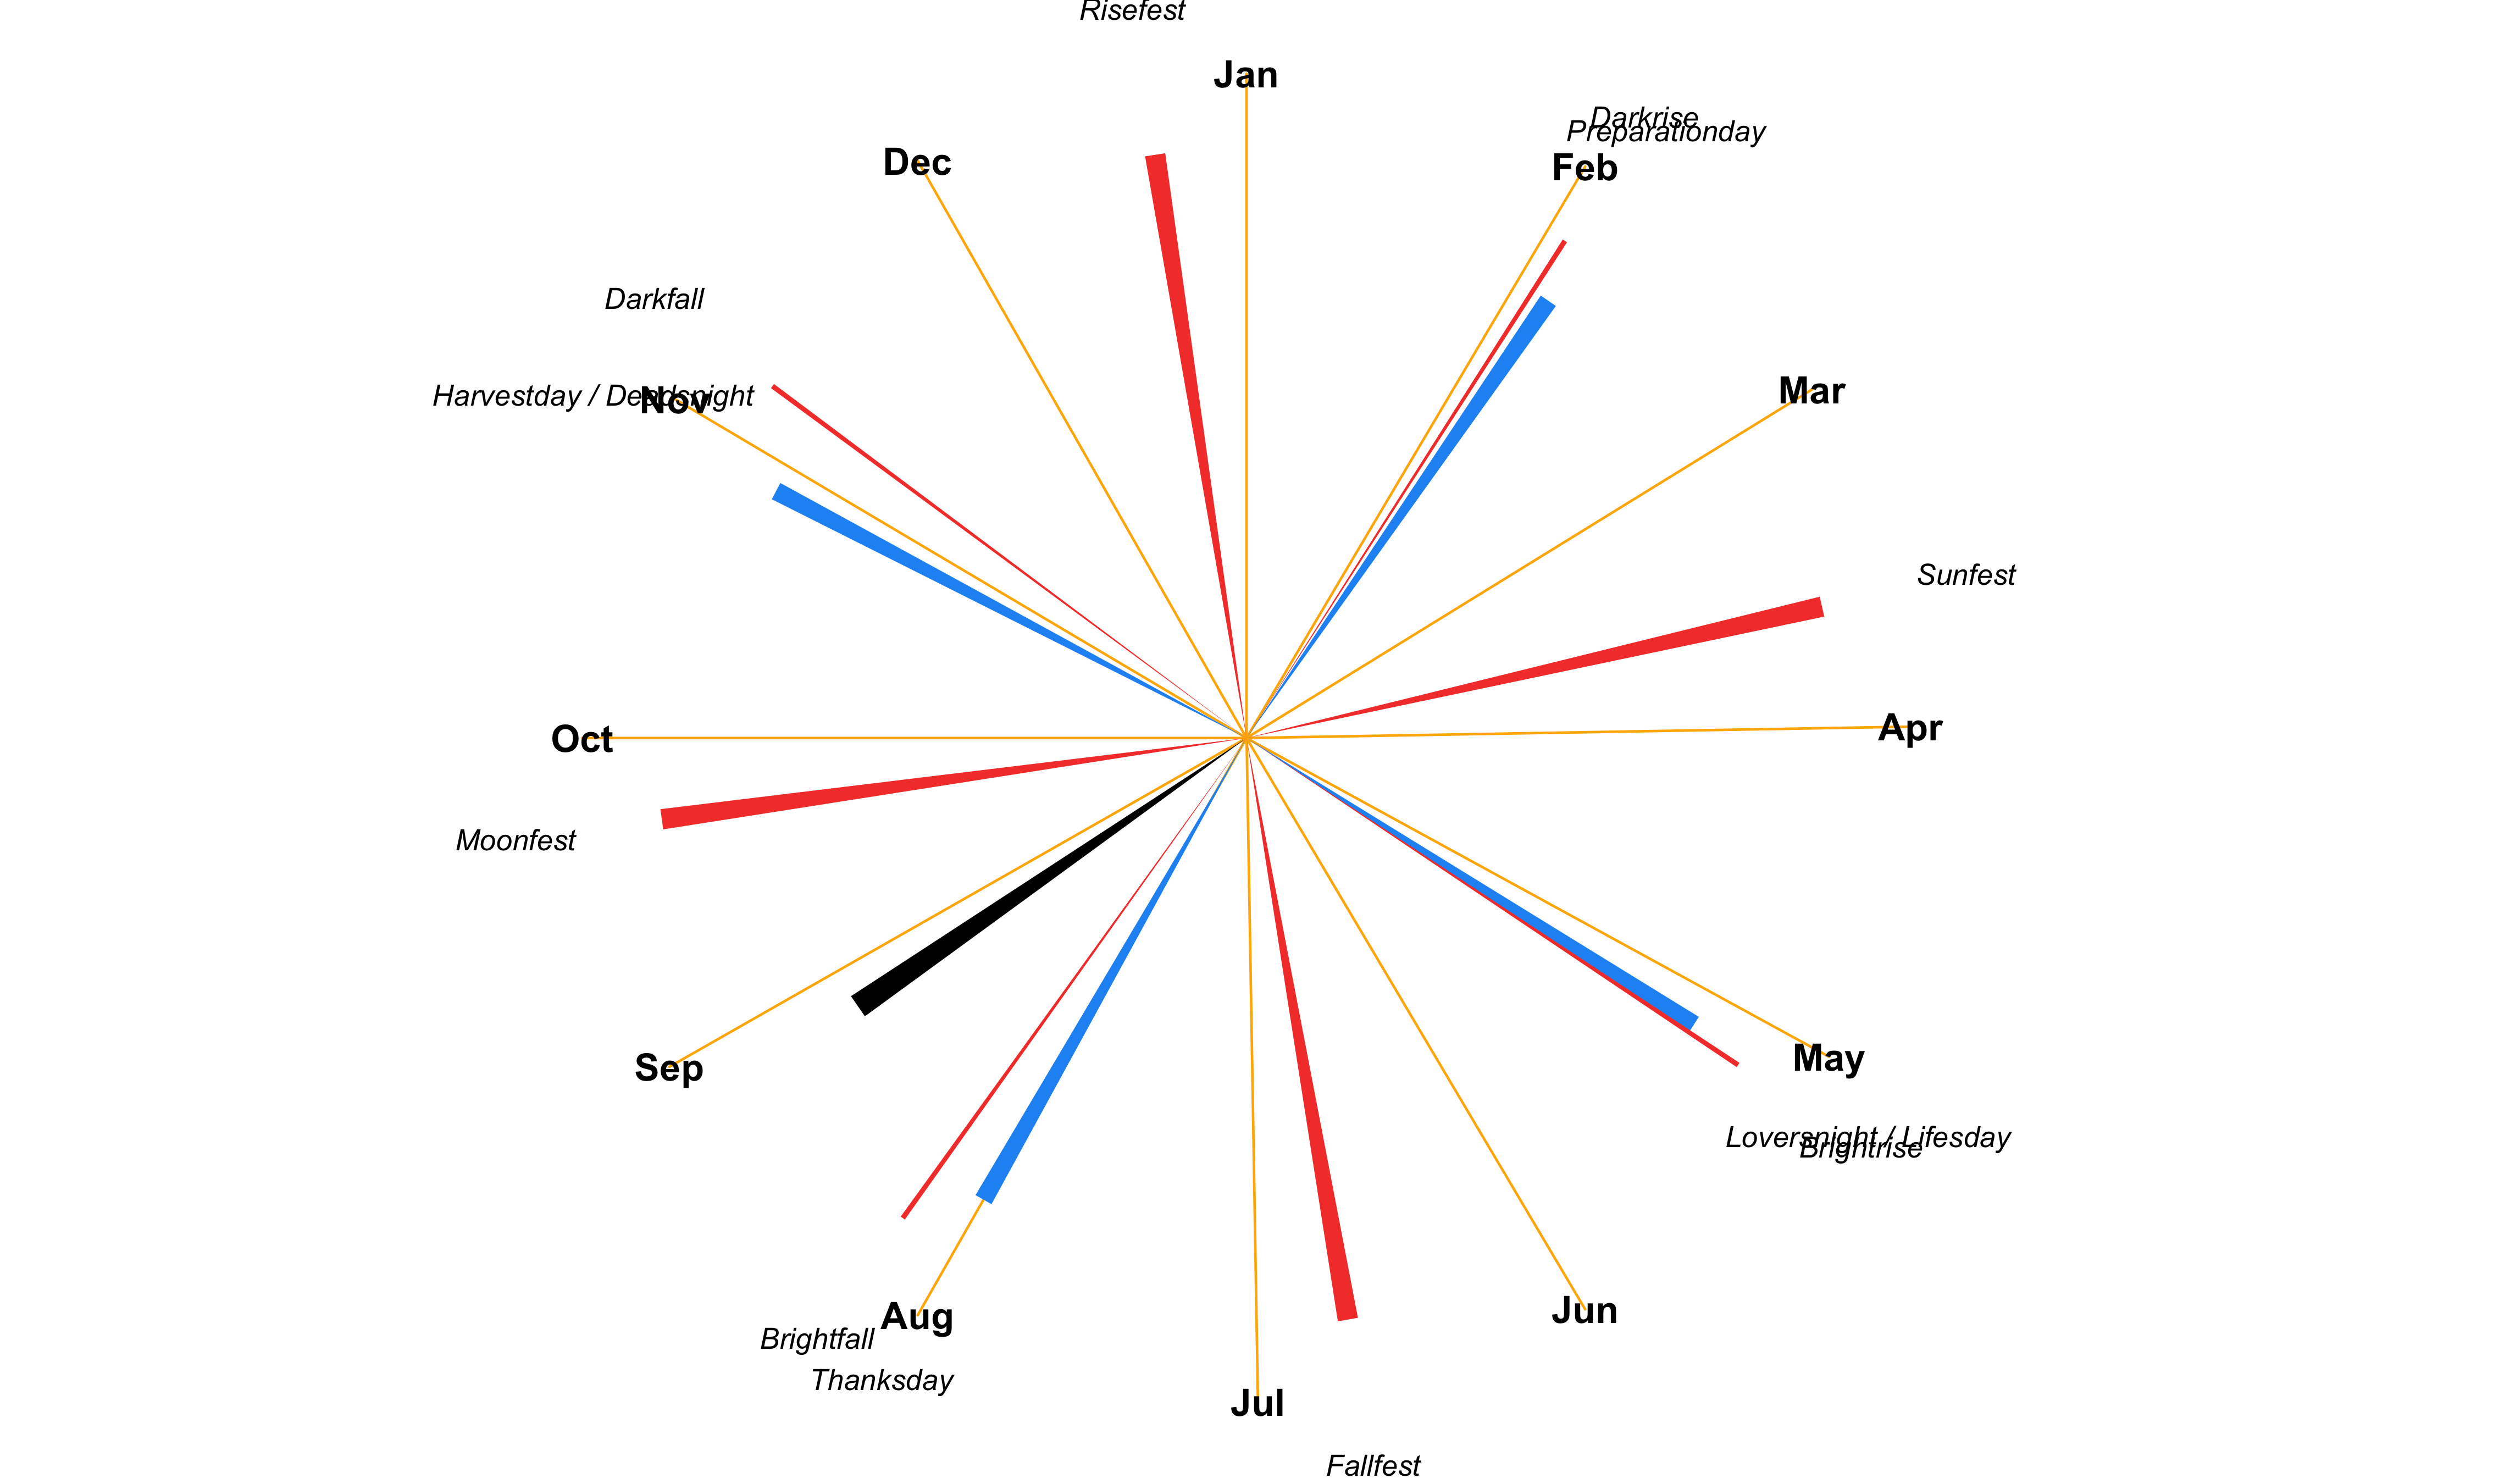 Risefest
Jan
Darkrise
Preparationday
Dec
Feb
Darkfall
Harvestday / Deadsnight
Nov
Mar
Sunfest
Oct
Apr
Moonfest
Sep
May
Loversnight / Lifesday
Brightrise
Aug
Jun
Brightfall
Thanksday
Jul
Fallfest